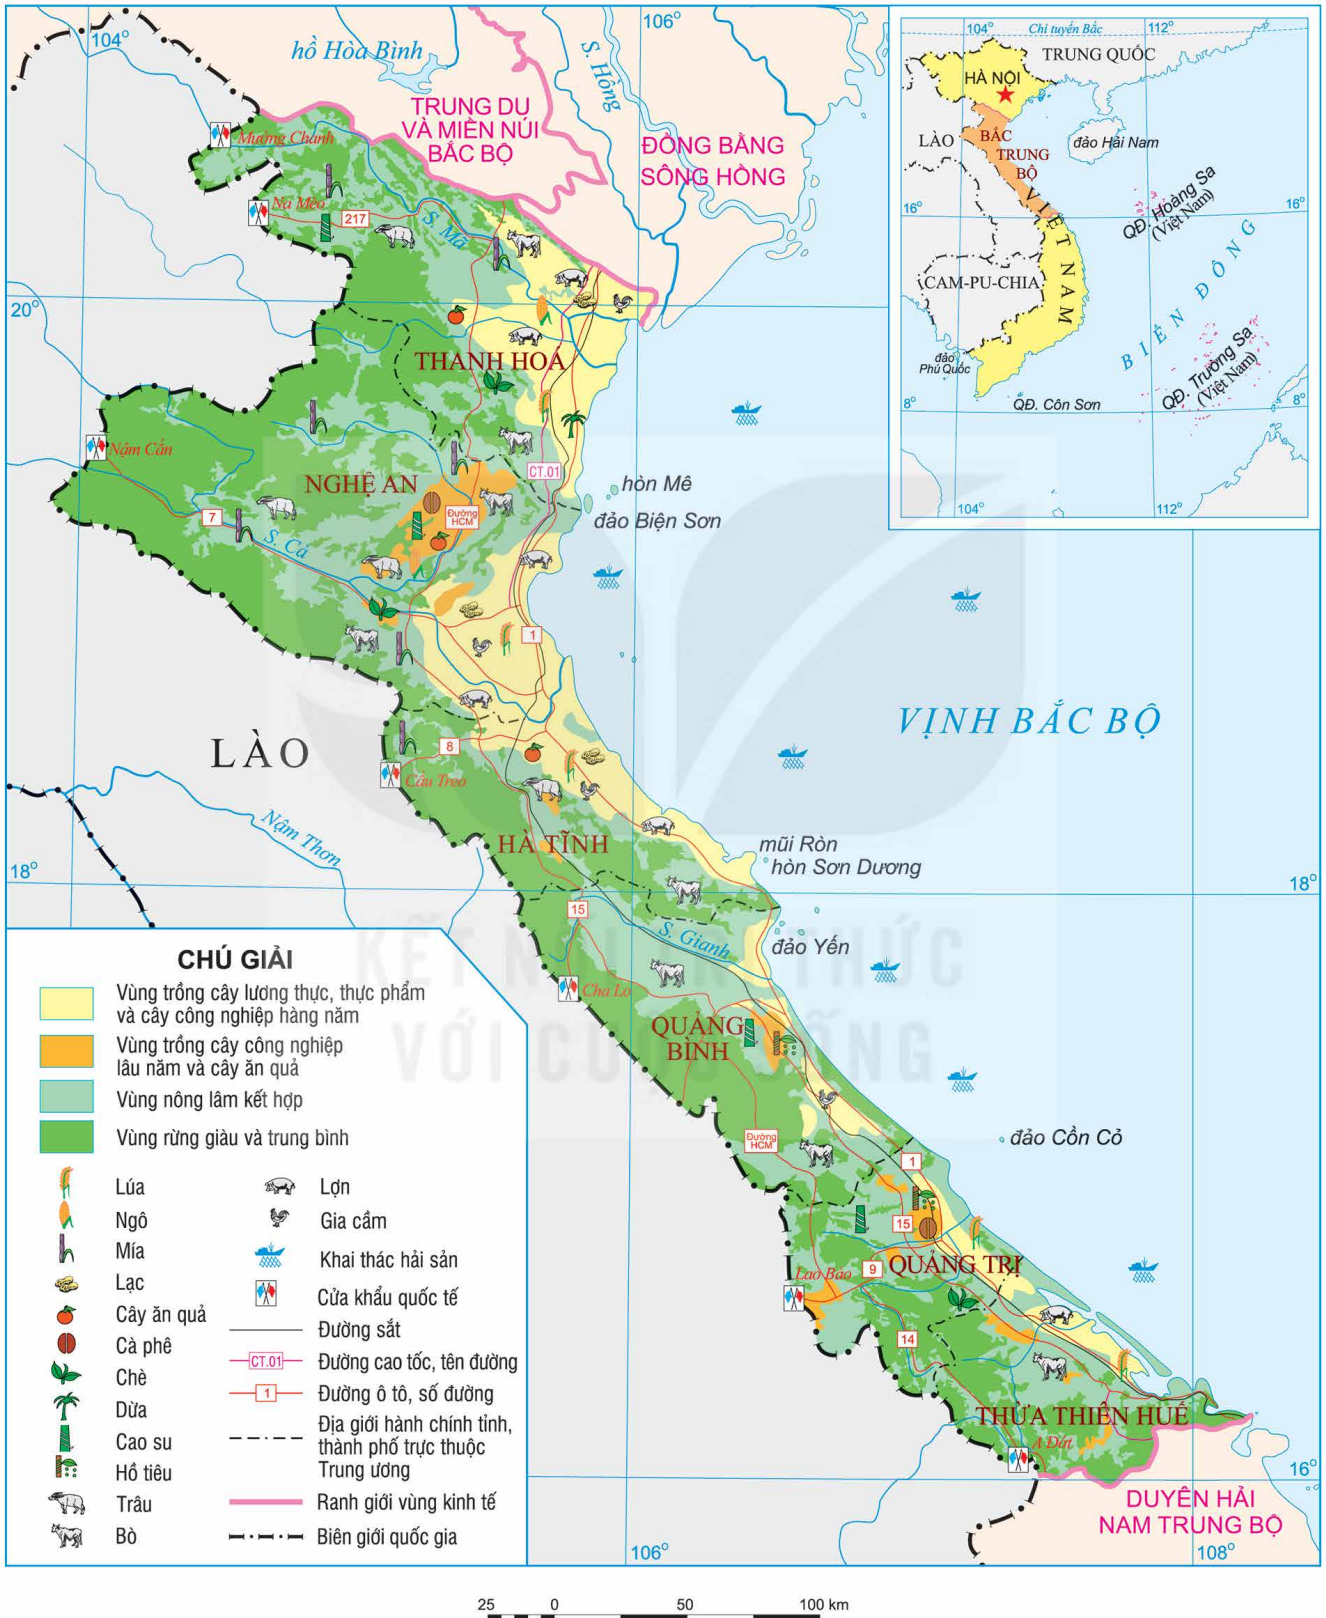 104°
106°
hồ Hòa Bình
S. Hồng
TRUNG DU
VÀ MIỀN NÚI
BẮC BỘ
ĐỒNG BẰNG
SÔNG HỒNG
Mường Chanh
Na Mèo
217
S. Mã
20°
THANH HOÁ
Nậm Cắn
NGHỆ AN
CT.01
hòn Mê
đảo Biện Sơn
7
Đường
HCM
S. Cả
1
LÀO
8
Cầu Treo
VỊNH BẮC BỘ
Nậm Thơn
HÀ TĨNH
mũi Ròn
hòn Sơn Dương
18°
18°
15
S. Gianh
đảo Yến
Cha Lo
KẾT NỐI TRI THỨC
VỚI CUỘC SỐNG
QUẢNG
BÌNH
Đường
HCM
đảo Cồn Cỏ
1
15
Lao Bảo
9
QUẢNG TRỊ
14
THỪA THIÊN HUẾ
A Đớt
16°
DUYÊN HẢI
NAM TRUNG BỘ
106°
108°
104°
Chí tuyến Bắc
112°
TRUNG QUỐC
HÀ NỘI
LÀO
BẮC
TRUNG
BỘ
đảo Hải Nam
QĐ. Hoàng Sa
(Việt Nam)
16°
16°
VIỆT NAM
BIỂN ĐÔNG
CAM-PU-CHIA
đảo
Phú Quốc
QĐ. Trường Sa
(Việt Nam)
8°
QĐ. Côn Sơn
8°
104°
112°
CHÚ GIẢI
Vùng trồng cây lương thực, thực phẩm
và cây công nghiệp hàng năm
Vùng trồng cây công nghiệp
lâu năm và cây ăn quả
Vùng nông lâm kết hợp
Vùng rừng giàu và trung bình
Lúa
Ngô
Mía
Lạc
Cây ăn quả
Cà phê
Chè
Dừa
Cao su
Hồ tiêu
Trâu
Bò
Lợn
Gia cầm
Khai thác hải sản
Cửa khẩu quốc tế
Đường sắt
CT.01 Đường cao tốc, tên đường
1 Đường ô tô, số đường
Địa giới hành chính tỉnh,
thành phố trực thuộc
Trung ương
Ranh giới vùng kinh tế
Biên giới quốc gia
25 0 50 100 km